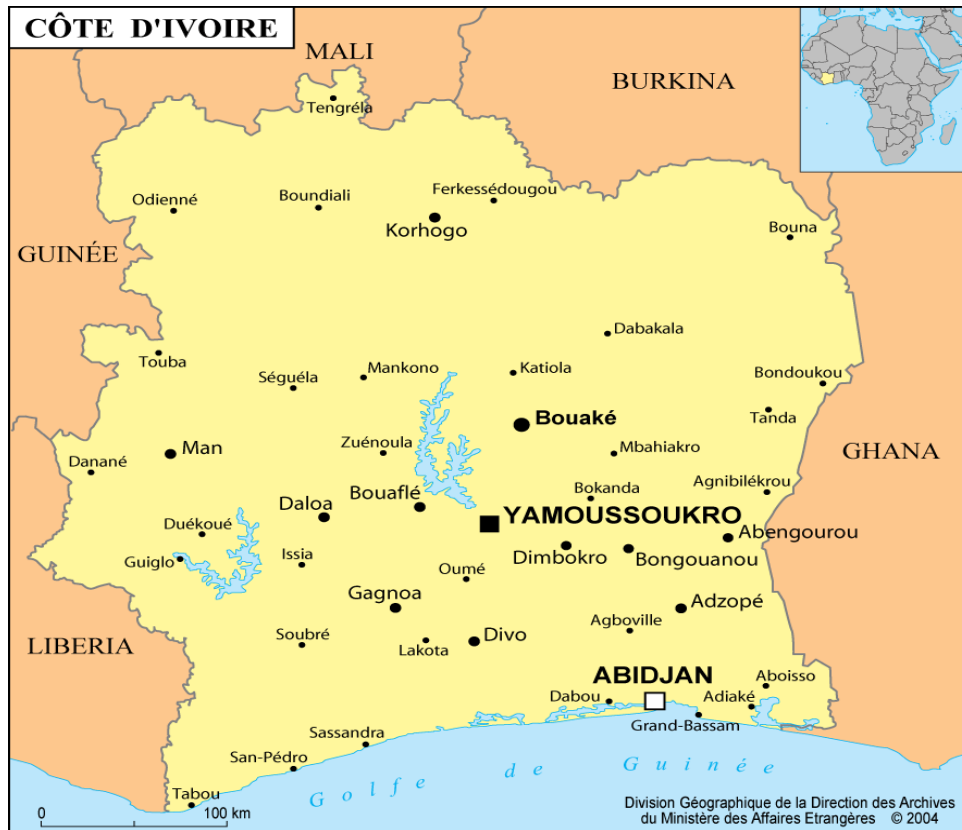 CÔTE D'IVOIRE
MALI
BURKINA
Tengréla
Ferkessédougou
Boundiali
Odienné
Korhogo
Bouna
GUINÉE
Dabakala
Touba
Mankono
Katiola
Séguéla
Bondoukou
Tanda
Bouaké
Zuénoula
Mbahiakro
Man
GHANA
Danané
Agnibilékrou
Bokanda
Bouaflé
Daloa
YAMOUSSOUKRO
Duékoué
Abengourou
Dimbokro
Bongouanou
Guiglo
Issia
Oumé
Gagnoa
Adzopé
Agboville
Soubré
Divo
LIBERIA
Lakota
ABIDJAN
Aboisso
Dabou
Adiaké
Grand-Bassam
Sassandra
San-Pédro
Golfe de Guinée
Tabou
0 100 km
Division Géographique de la Direction des Archives
du Ministère des Affaires Etrangères © 2004